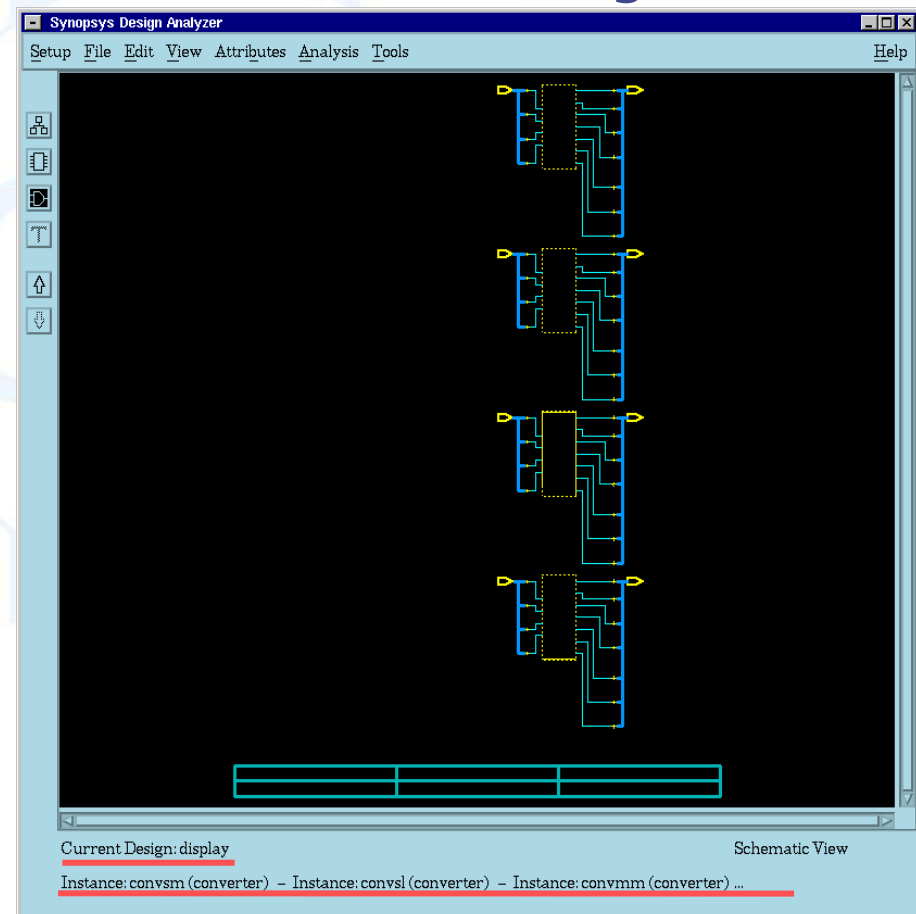 Synopsys Design Analyzer
Setup File Edit View Attributes Analysis Tools Help
Current Design: display Schematic View
Instance: convsm (converter) – Instance: convsl (converter) – Instance: convmm (converter) ...